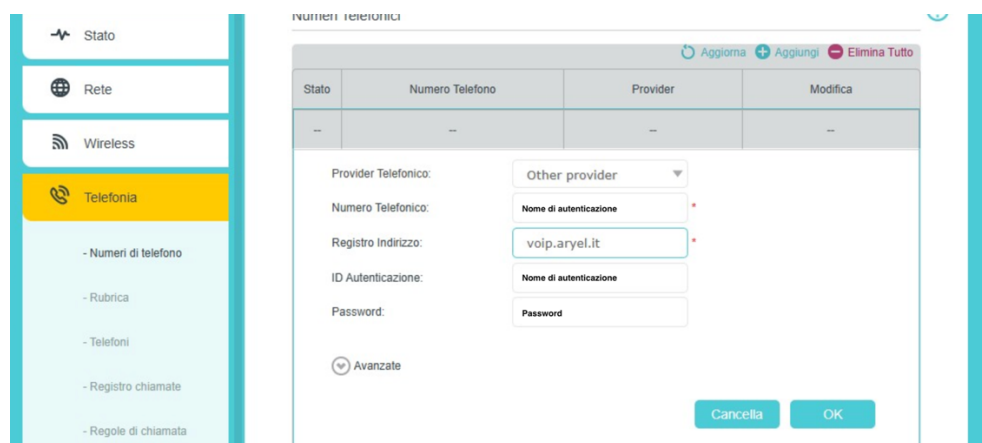 Numeri Telefonici
Stato
Aggiorna Aggiungi Elimina Tutto
Rete
Stato Numero Telefono Provider Modifica
-- -- -- --
Wireless
Provider Telefonico: Other provider
Telefonia
Numero Telefonico: Nome di autenticazione *
Registro Indirizzo: voip.aryel.it *
- Numeri di telefono
ID Autenticazione: Nome di autenticazione
- Rubrica
Password: Password
- Telefoni
Avanzate
- Registro chiamate
Cancella OK
- Regole di chiamata